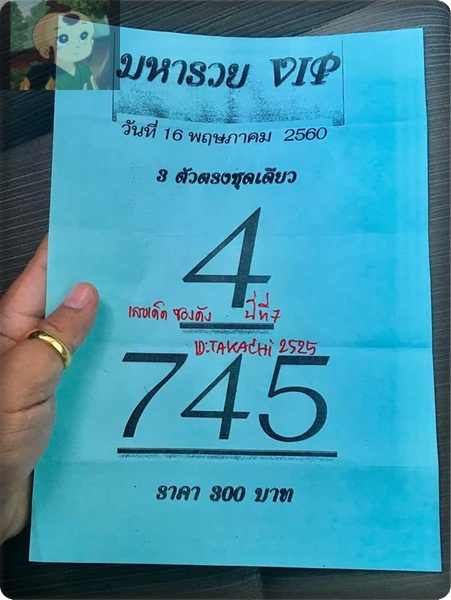 มหารวย VIP
วันที่ 16 พฤษภาคม 2560
3 ตัวตรงชุดเดียว
4
เลขเด็ด ซองดัง ปีที่7
ID:TAKACHi 2525
745
ราคา 300 บาท